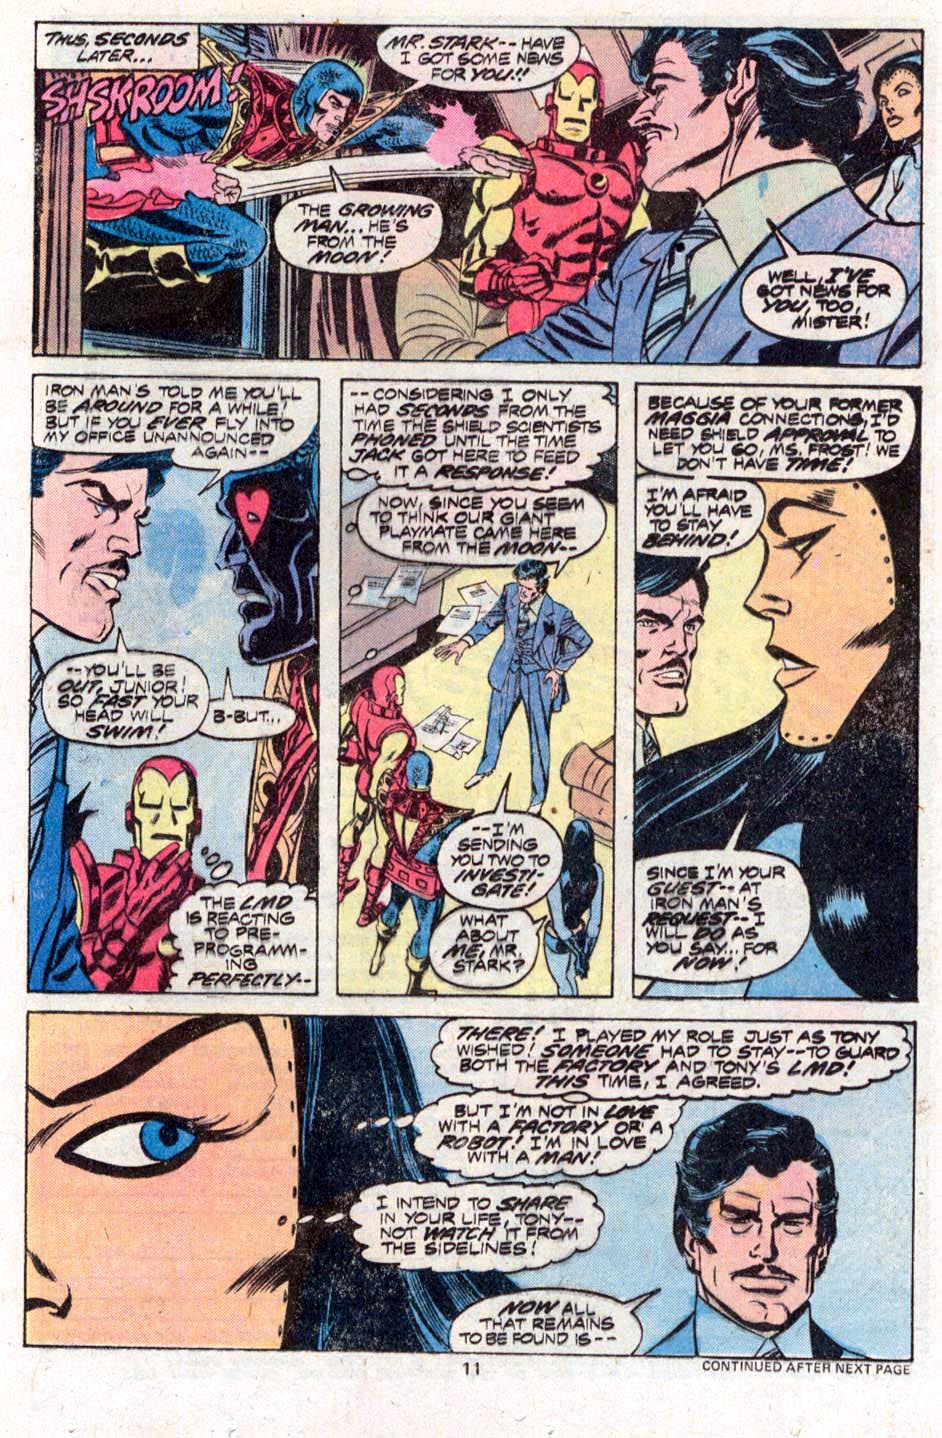 THUS, SECONDS
LATER...
SHSKROOM!
MR. STARK-- HAVE
I GOT SOME NEWS
FOR YOU!!
THE GROWING
MAN... HE'S
FROM THE
MOON!
WELL, I'VE
GOT NEWS FOR
YOU, TOO,
MISTER!
IRON MAN'S TOLD ME YOU'LL
BE AROUND FOR A WHILE!
BUT IF YOU EVER FLY INTO
MY OFFICE UNANNOUNCED
AGAIN--
--YOU'LL BE
OUT, JUNIOR!
SO FAST YOUR
HEAD WILL
SWIM!
B-BUT...
THE LMD
IS REACTING
TO PRE-
PROGRAMM-
ING
PERFECTLY--
-- CONSIDERING I ONLY
HAD SECONDS FROM THE
TIME THE SHIELD SCIENTISTS
PHONED UNTIL THE TIME
JACK GOT HERE TO FEED
IT A RESPONSE!
NOW, SINCE YOU SEEM
TO THINK OUR GIANT
PLAYMATE CAME HERE
FROM THE MOON--
--I'M
SENDING
YOU TWO TO
INVESTI-
GATE!
WHAT
ABOUT
ME, MR.
STARK?
BECAUSE OF YOUR FORMER
MAGGIA CONNECTIONS, I'D
NEED SHIELD APPROVAL TO
LET YOU GO, MS. FROST! WE
DON'T HAVE TIME!
I'M AFRAID
YOU'LL HAVE
TO STAY
BEHIND!
SINCE I'M YOUR
GUEST-- AT
IRON MAN'S
REQUEST-- I
WILL DO AS
YOU SAY... FOR
NOW!
THERE! I PLAYED MY ROLE JUST AS TONY
WISHED! SOMEONE HAD TO STAY--TO GUARD
BOTH THE FACTORY AND TONY'S LMD!
THIS TIME, I AGREED.
BUT I'M NOT IN LOVE
WITH A FACTORY OR A
ROBOT! I'M IN LOVE
WITH A MAN!
I INTEND TO SHARE
IN YOUR LIFE, TONY--
NOT WATCH IT FROM
THE SIDELINES!
NOW ALL
THAT REMAINS
TO BE FOUND IS--
11
CONTINUED AFTER NEXT PAGE